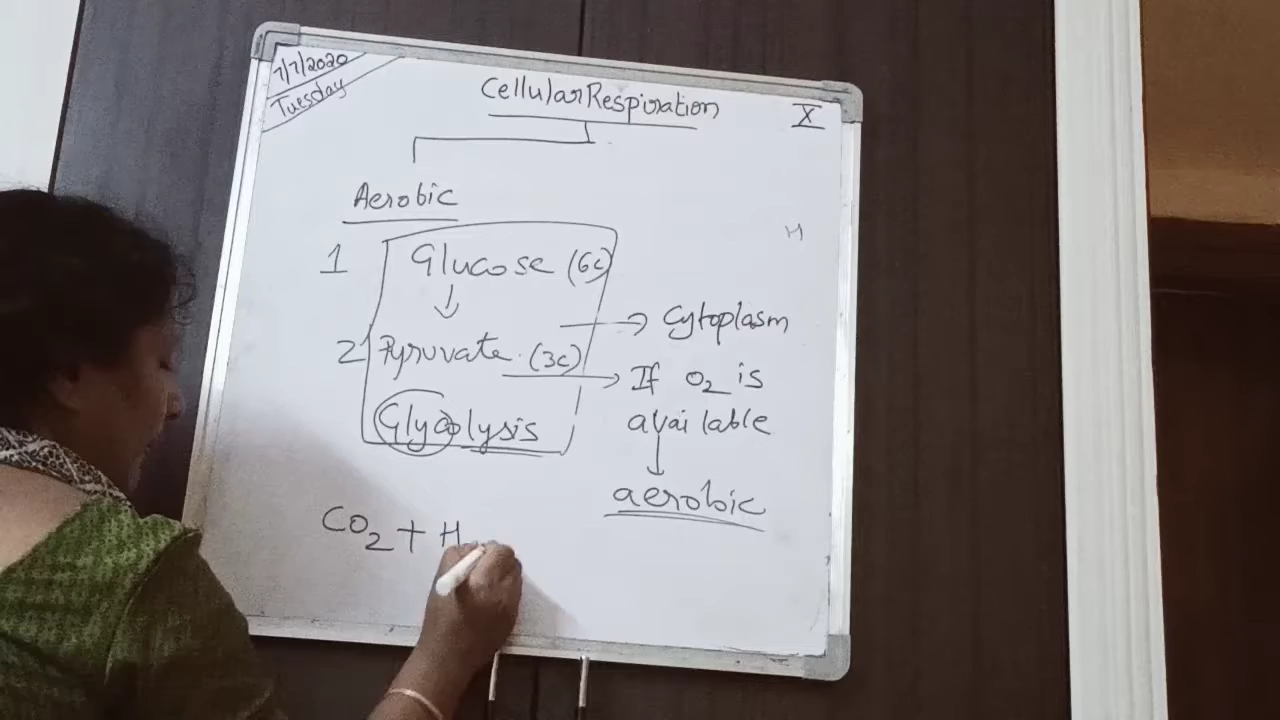 7/7/2020
Tuesday
Cellular Respiration
X
Aerobic
1 Glucose (6c)
↓
2 Pyruvate. (3c)
Glycolysis
→ Cytoplasm
→ If O2 is
available
↓
aerobic
H
CO2 + H